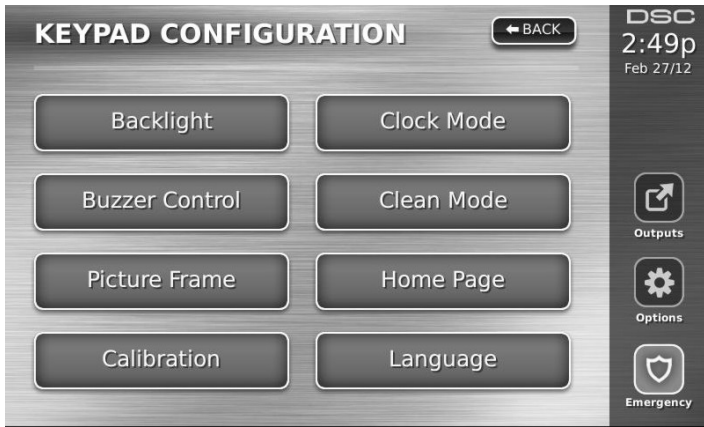 KEYPAD CONFIGURATION
BACK
DSC
2:49p
Feb 27/12
Backlight
Clock Mode
Buzzer Control
Clean Mode
Outputs
Picture Frame
Home Page
Options
Calibration
Language
Emergency